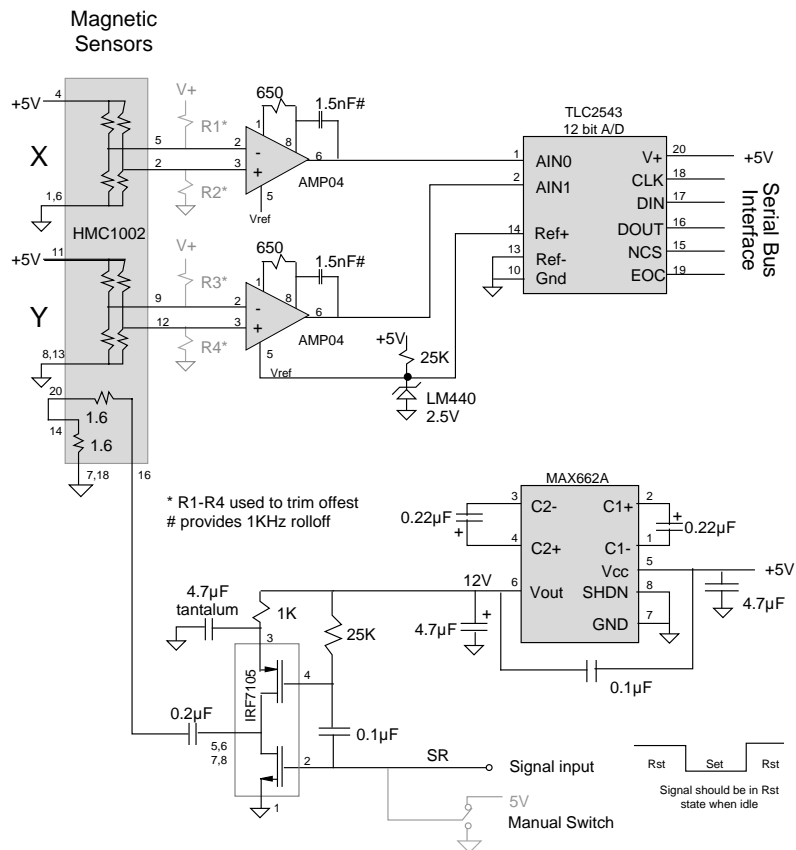 Magnetic
Sensors
4
+5V
X
1,6
5
2
V+
R1*
R2*
650
1
8
2
-
3
+
6
5
Vref
1.5nF#
AMP04
HMC1002
11
+5V
Y
8,13
9
12
V+
R3*
R4*
650
1
8
2
-
3
+
6
5
Vref
1.5nF#
AMP04
+5V
25K
LM440
2.5V
TLC2543
12 bit A/D
1
AIN0
2
AIN1
14
Ref+
13
Ref-
10
Gnd
V+
20
+5V
CLK
18
DIN
17
DOUT
16
NCS
15
EOC
19
Serial Bus
Interface
20
1.6
14
1.6
7,18
16
* R1-R4 used to trim offest
# provides 1KHz rolloff
MAX662A
3
C2-
4
C2+
0.22µF
+
C1+
2
C1-
1
+
0.22µF
Vcc
5
+5V
6
Vout
12V
SHDN
8
GND
7
4.7µF
+
4.7µF
0.1µF
4.7µF
tantalum
1K
25K
3
IRF7105
4
0.1µF
0.2µF
5,6
7,8
2
1
SR
Signal input
5V
Manual Switch
Rst
Set
Rst
Signal should be in Rst
state when idle